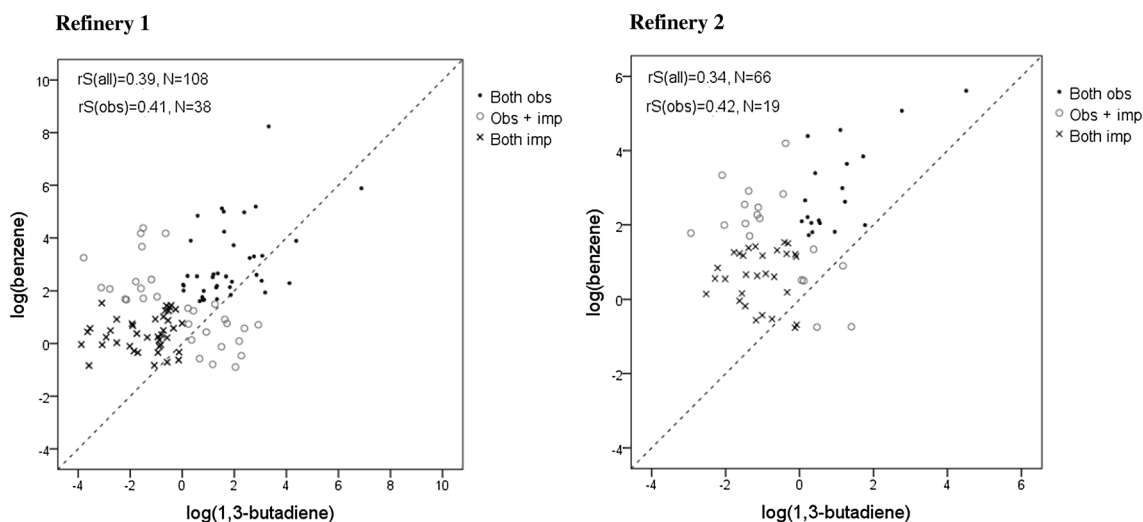 Refinery 1
rS(all)=0.39, N=108
rS(obs)=0.41, N=38
10
8
6
4
2
0
-2
-4
log(benzene)
-4 -2 0 2 4 6 8 10
log(1,3-butadiene)
Both obs
Obs + imp
Both imp
Refinery 2
rS(all)=0.34, N=66
rS(obs)=0.42, N=19
6
4
2
0
-2
-4
log(benzene)
-4 -2 0 2 4 6
log(1,3-butadiene)
Both obs
Obs + imp
Both imp